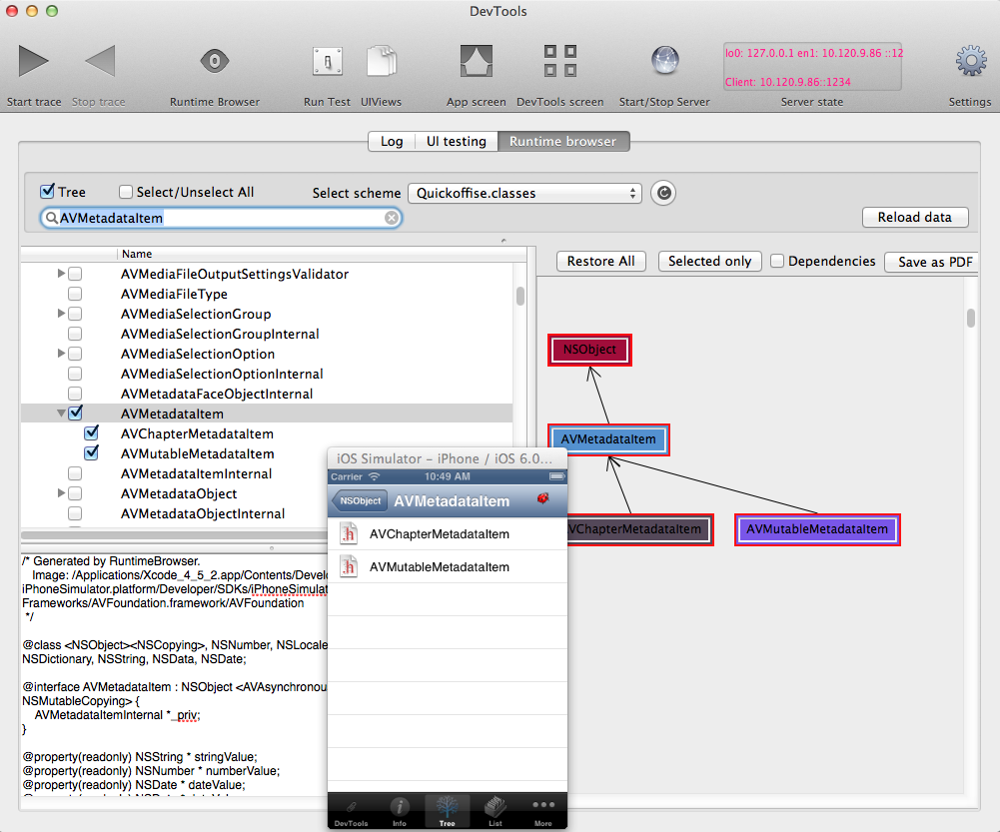 DevTools
Start trace
Stop trace
Runtime Browser
Run Test
UIViews
App screen
DevTools screen
Start/Stop Server
lo0: 127.0.0.1 en1: 10.120.9.86 ::12
Client: 10.120.9.86::1234
Server state
Settings
Log
UI testing
Runtime browser
Tree
Select/Unselect All
Select scheme
Quickoffise.classes
AVMetadataItem
Reload data
Name
AVMediaFileOutputSettingsValidator
AVMediaFileType
AVMediaSelectionGroup
AVMediaSelectionGroupInternal
AVMediaSelectionOption
AVMediaSelectionOptionInternal
AVMetadataFaceObjectInternal
AVMetadataItem
AVChapterMetadataItem
AVMutableMetadataItem
AVMetadataItemInternal
AVMetadataObject
AVMetadataObjectInternal
Restore All
Selected only
Dependencies
Save as PDF
NSObject
AVMetadataItem
VChapterMetadataItem
AVMutableMetadataItem
/* Generated by RuntimeBrowser.
Image: /Applications/Xcode_4_5_2.app/Contents/Develo
iPhoneSimulator.platform/Developer/SDKs/iPhoneSimulat
Frameworks/AVFoundation.framework/AVFoundation
*/
@class <NSObject><NSCopying>, NSNumber, NSLocale
NSDictionary, NSString, NSData, NSDate;
@interface AVMetadataItem : NSObject <AVAsynchronou
NSMutableCopying> {
AVMetadataItemInternal *_priv;
}
@property(readonly) NSString * stringValue;
@property(readonly) NSNumber * numberValue;
@property(readonly) NSDate * dateValue;
iOS Simulator – iPhone / iOS 6.0...
Carrier
10:49 AM
NSObject
AVMetadataItem
AVChapterMetadataItem
AVMutableMetadataItem
DevTools
Info
Tree
List
More